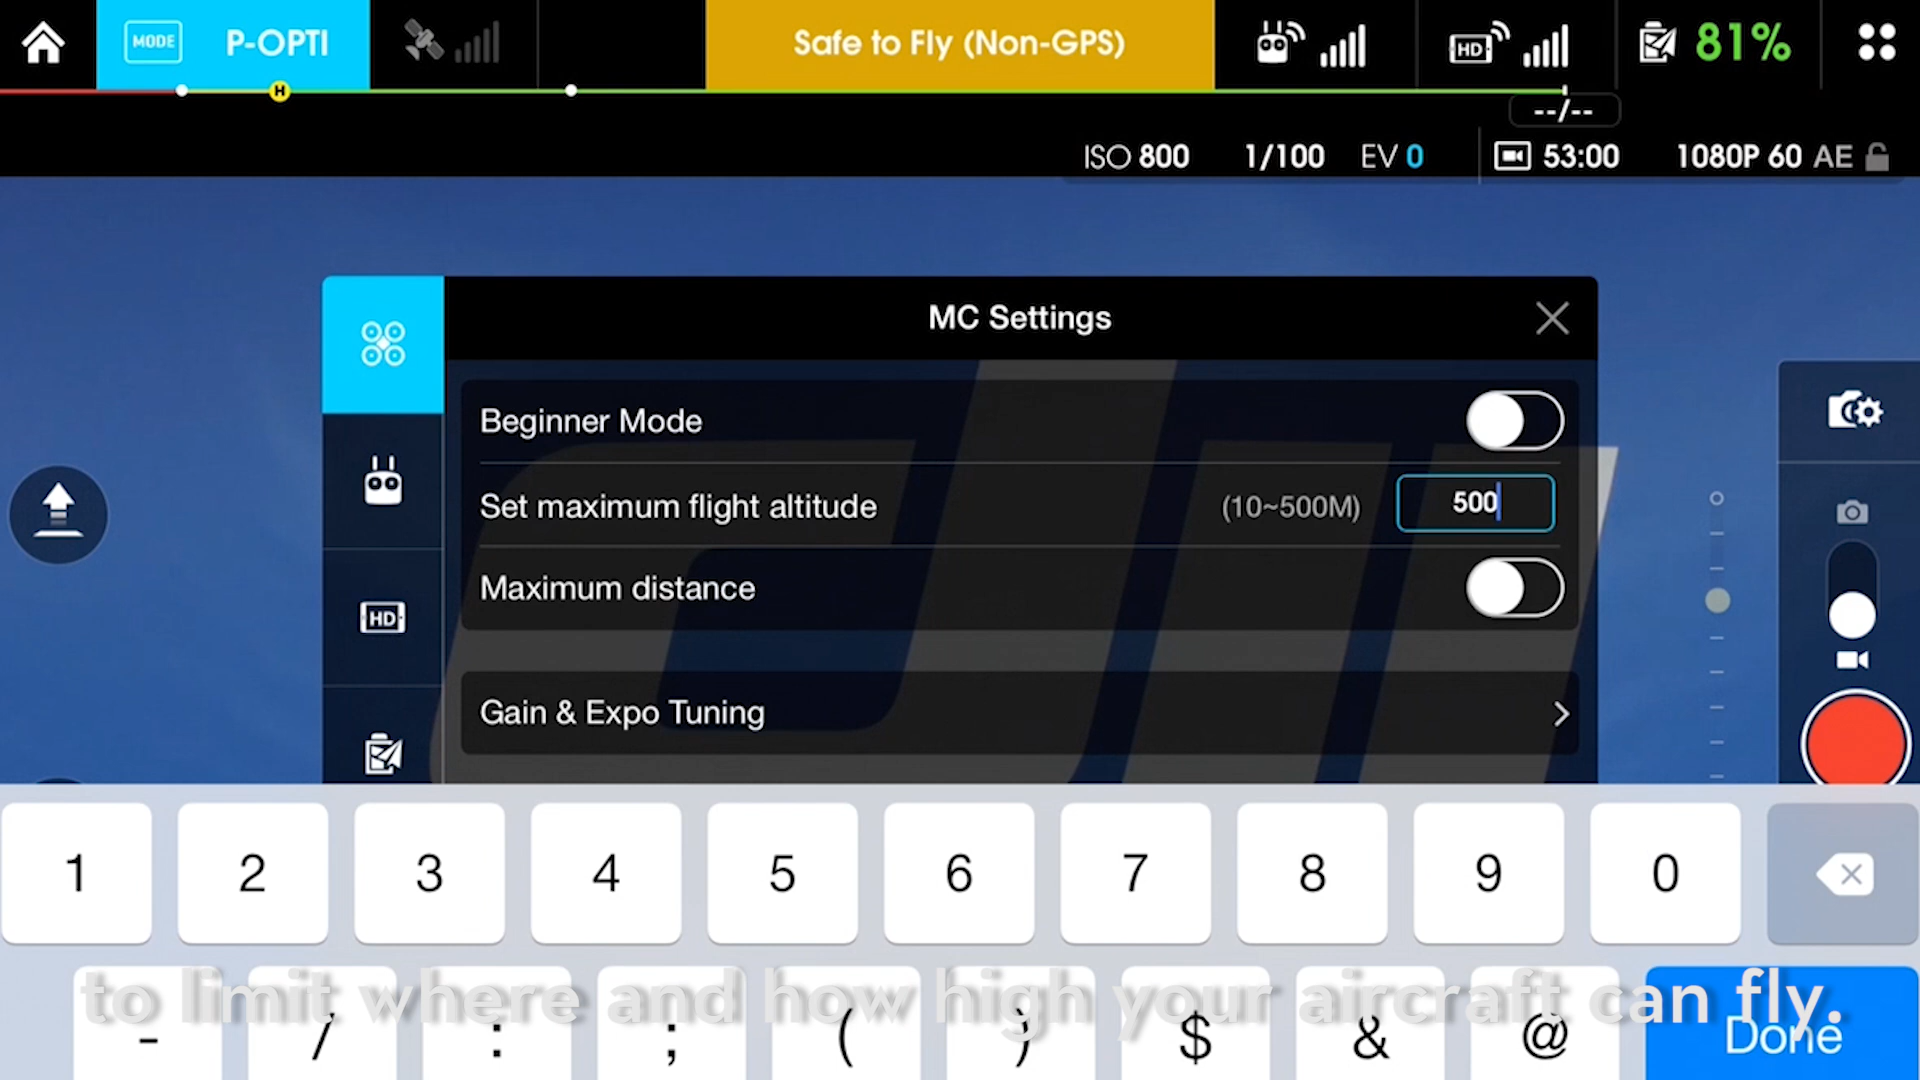 MODE P-OPTI Safe to Fly (Non-GPS) HD 81%
H
--/--
ISO 800 1/100 EV 0 53:00 1080P 60 AE
MC Settings
Beginner Mode
Set maximum flight altitude (10~500M) 500
Maximum distance
HD
Gain & Expo Tuning
1 2 3 4 5 6 7 8 9 0
to limit where and how high your aircraft can fly.
- / : ; ( ) $ & @ Done